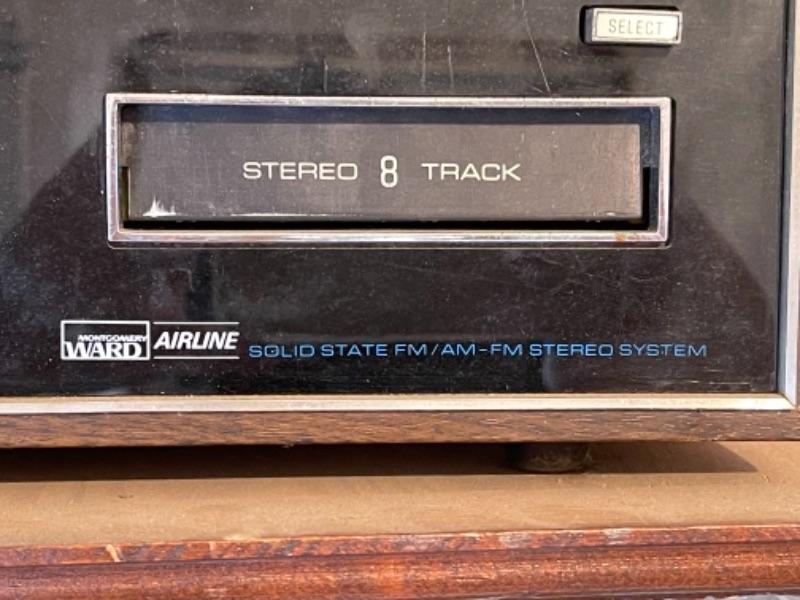 SELECT
STEREO 8 TRACK
MONTGOMERY
WARD
AIRLINE
SOLID STATE FM/AM-FM STEREO SYSTEM